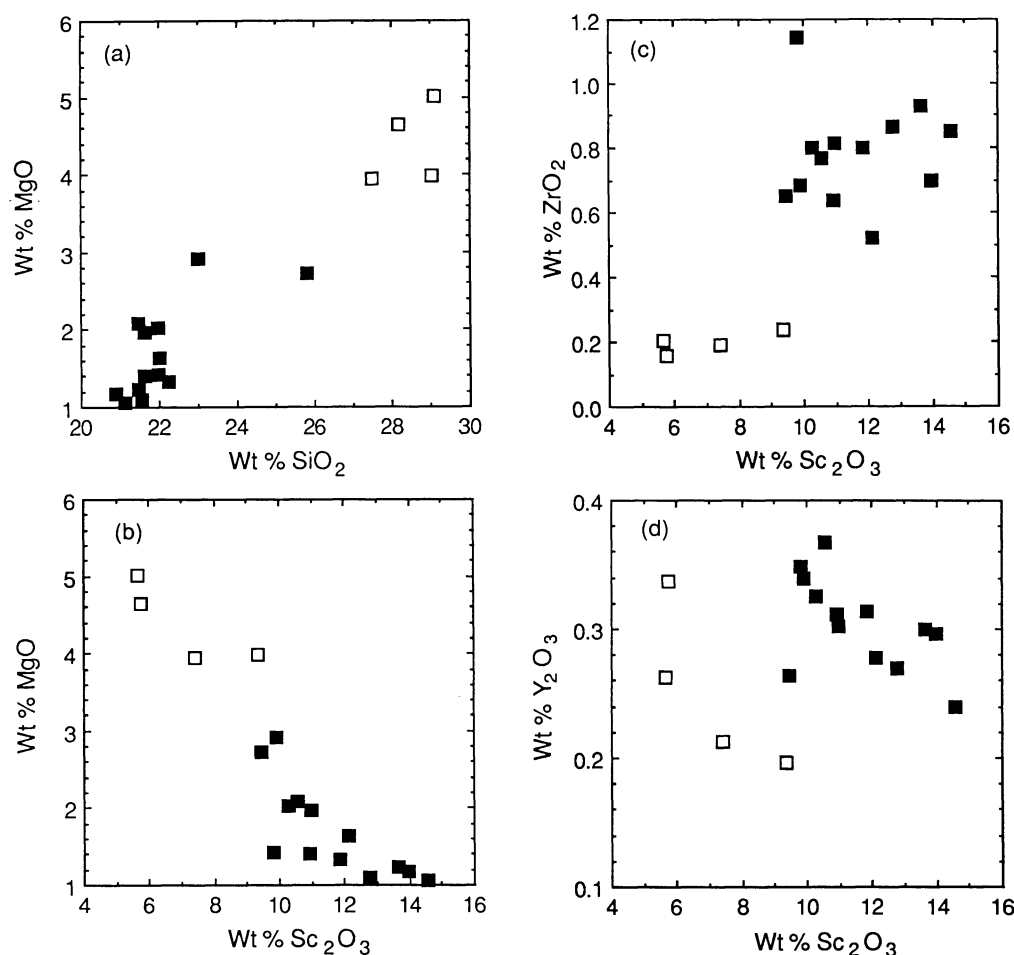 (a)
6
5
4
3
2
1
Wt % MgO
20 22 24 26 28 30
Wt % SiO₂
(c)
1.2
1.0
0.8
0.6
0.4
0.2
0.0
Wt % ZrO₂
4 6 8 10 12 14 16
Wt % Sc₂O₃
(b)
6
5
4
3
2
1
Wt % MgO
4 6 8 10 12 14 16
Wt % Sc₂O₃
(d)
0.4
0.3
0.2
0.1
Wt % Y₂O₃
4 6 8 10 12 14 16
Wt % Sc₂O₃